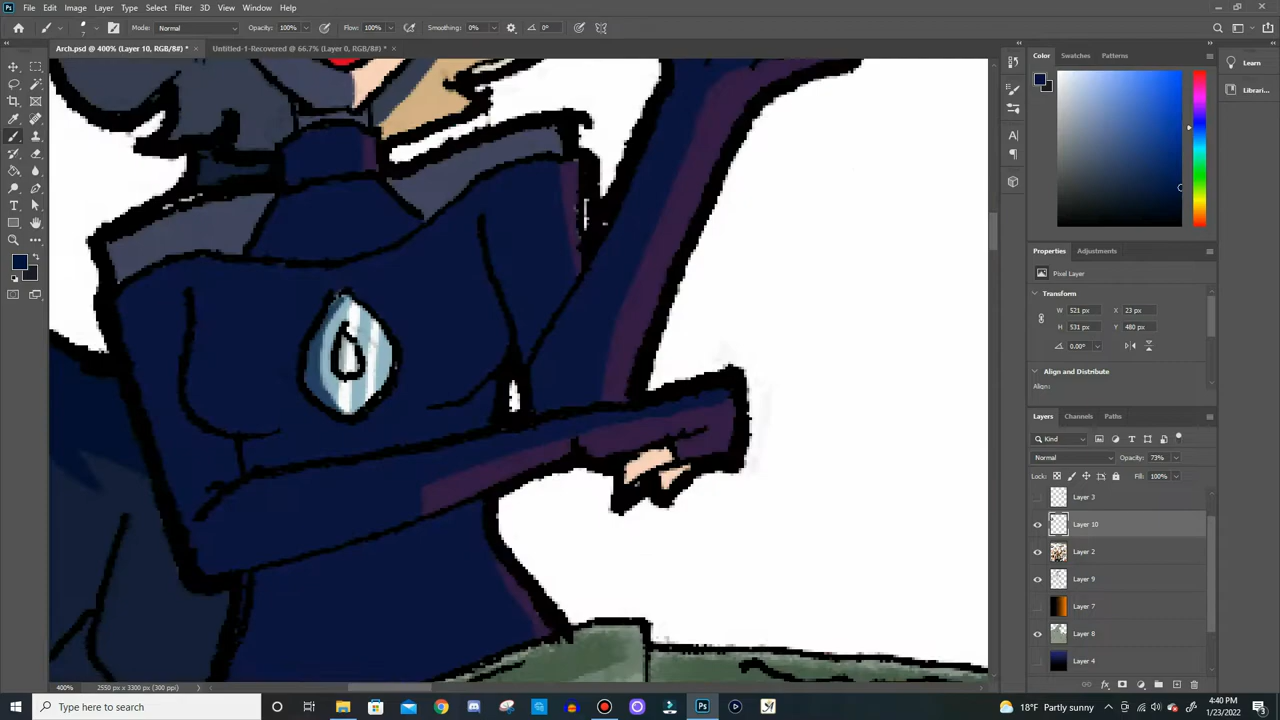 File Edit Image Layer Type Select Filter 3D View Window Help
Mode: Normal Opacity: 100% Flow: 100% Smoothing: 0% 0°
Arch.psd @ 400% (Layer 10, RGB/8#) * × Untitled-1-Recovered @ 66.7% (Layer 0, RGB/8#) * ×
Color Swatches Patterns
Learn
Librari...
Properties Adjustments
Pixel Layer
Transform
W 521 px X 23 px
H 531 px Y 480 px
0.00°
Align and Distribute
Align:
Layers Channels Paths
Kind
Normal Opacity: 73%
Lock: Fill: 100%
Layer 3
Layer 10
Layer 2
Layer 9
Layer 7
Layer 8
Layer 4
400% 2550 px x 3300 px (300 ppi)
Type here to search
18°F Partly sunny
4:40 PM
1/23/2022